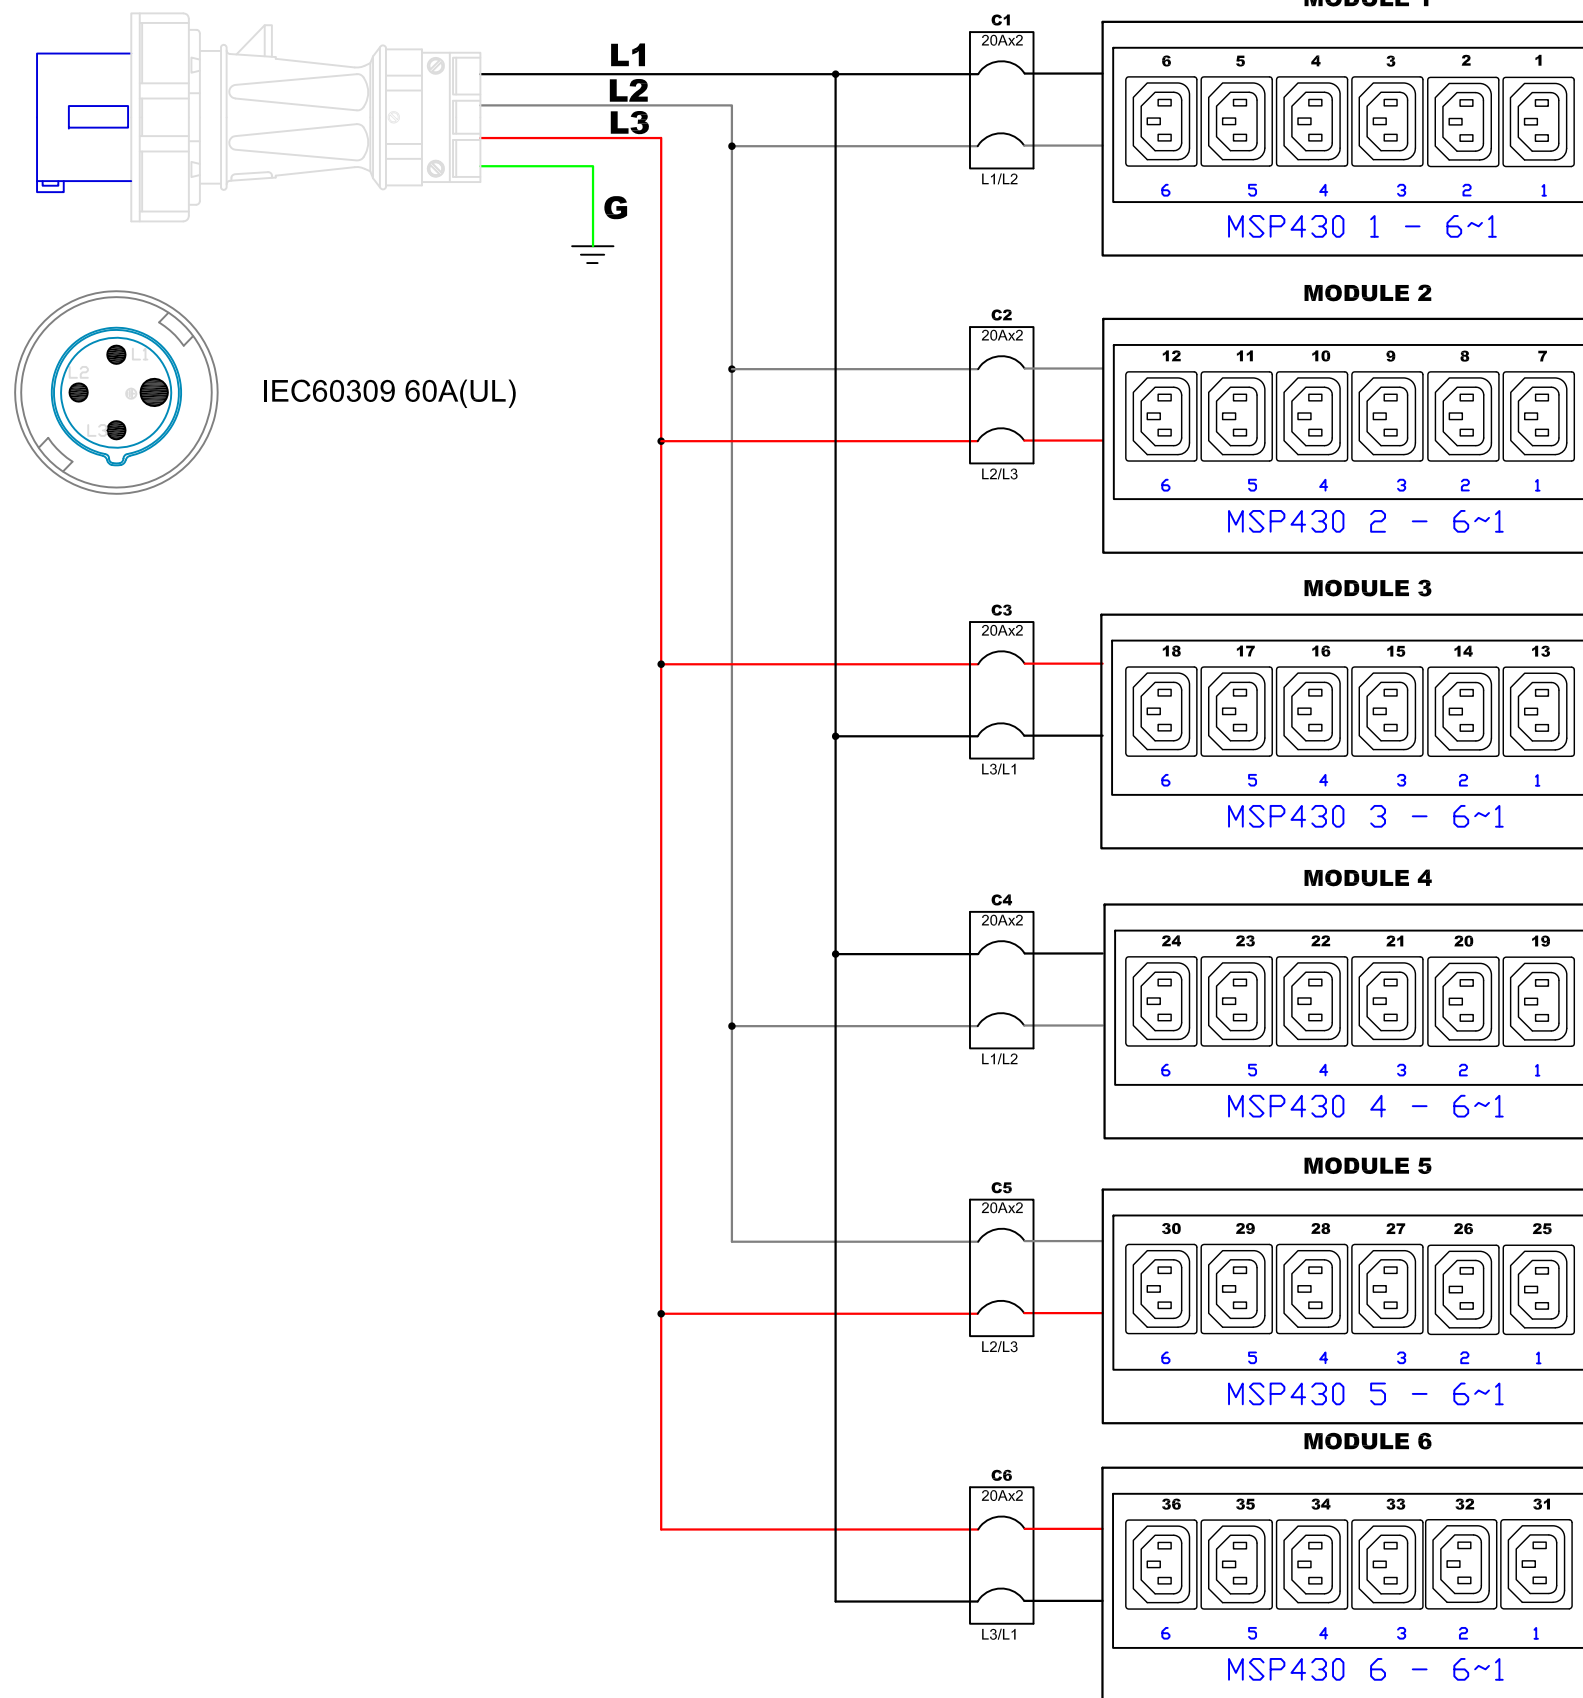 MODULE 1
C1
20Ax2
L1/L2
6 5 4 3 2 1
6 5 4 3 2 1
MSP430 1 - 6~1
L1
L2
L3
G
L1
L2
L3
IEC60309 60A(UL)
MODULE 2
C2
20Ax2
L2/L3
12 11 10 9 8 7
6 5 4 3 2 1
MSP430 2 - 6~1
MODULE 3
C3
20Ax2
L3/L1
18 17 16 15 14 13
6 5 4 3 2 1
MSP430 3 - 6~1
MODULE 4
C4
20Ax2
L1/L2
24 23 22 21 20 19
6 5 4 3 2 1
MSP430 4 - 6~1
MODULE 5
C5
20Ax2
L2/L3
30 29 28 27 26 25
6 5 4 3 2 1
MSP430 5 - 6~1
MODULE 6
C6
20Ax2
L3/L1
36 35 34 33 32 31
6 5 4 3 2 1
MSP430 6 - 6~1